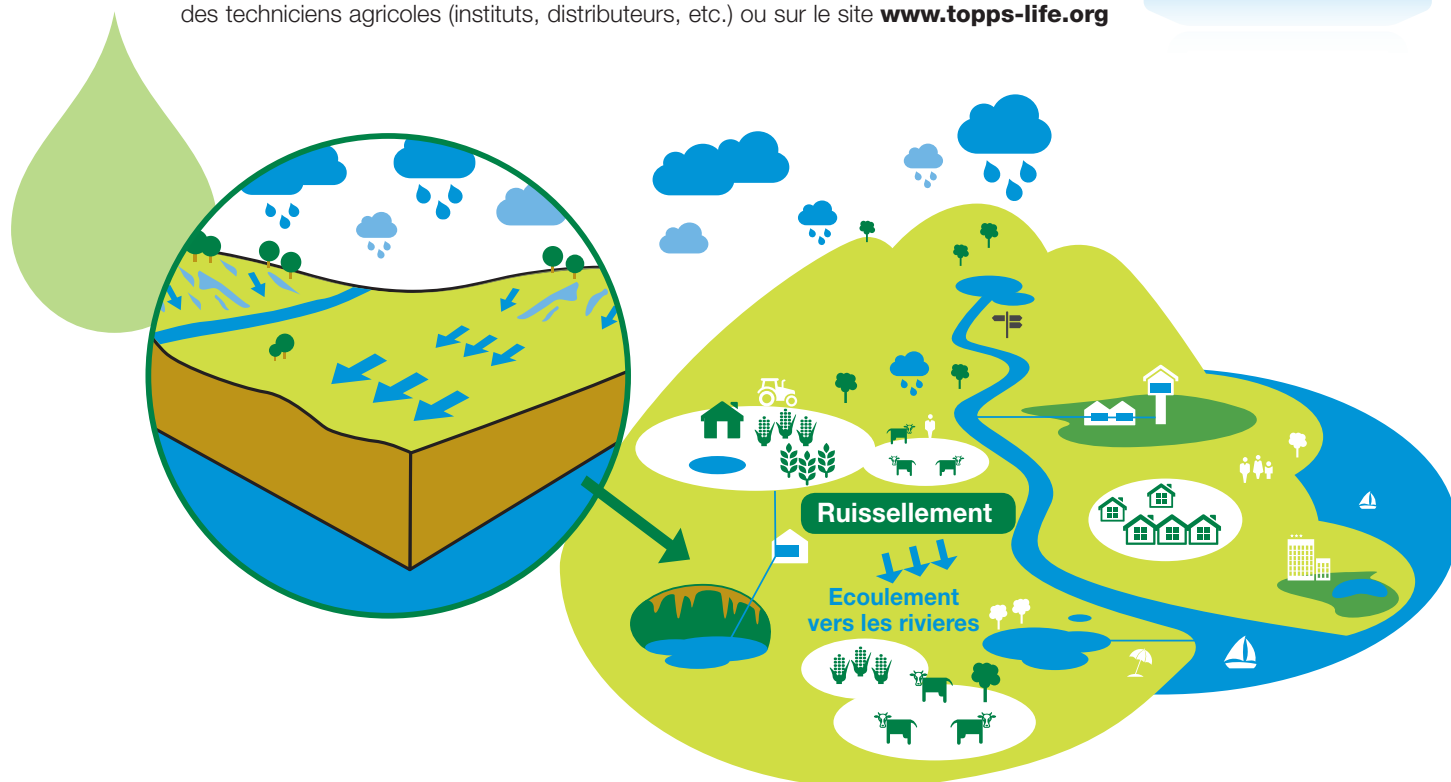 des techniciens agricoles (instituts, distributeurs, etc.) ou sur le site www.topps-life.org
Ruissellement
Ecoulement
vers les rivieres